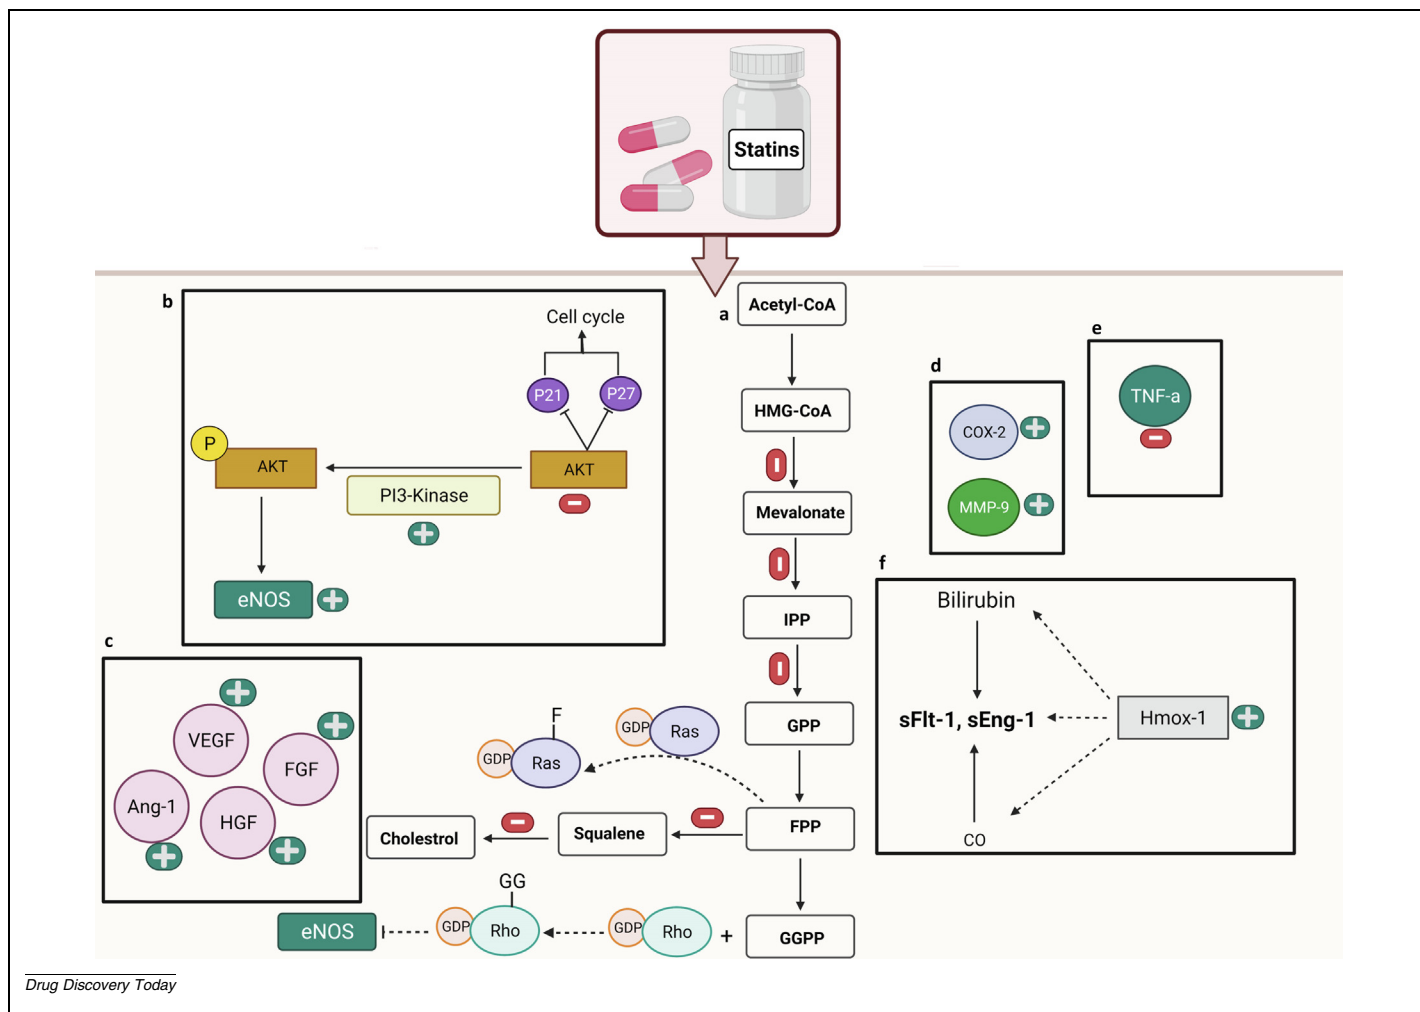 Statins
a
Acetyl-CoA
HMG-CoA
Mevalonate
IPP
GPP
FPP
GGPP
+
GDP
Ras
F
GDP
Ras
Squalene
Cholestrol
GDP
Rho
GG
GDP
Rho
eNOS
b
Cell cycle
P21
P27
P
AKT
AKT
PI3-Kinase
eNOS
c
VEGF
FGF
Ang-1
HGF
d
COX-2
MMP-9
e
TNF-a
f
Bilirubin
sFlt-1, sEng-1
Hmox-1
CO
Drug Discovery Today